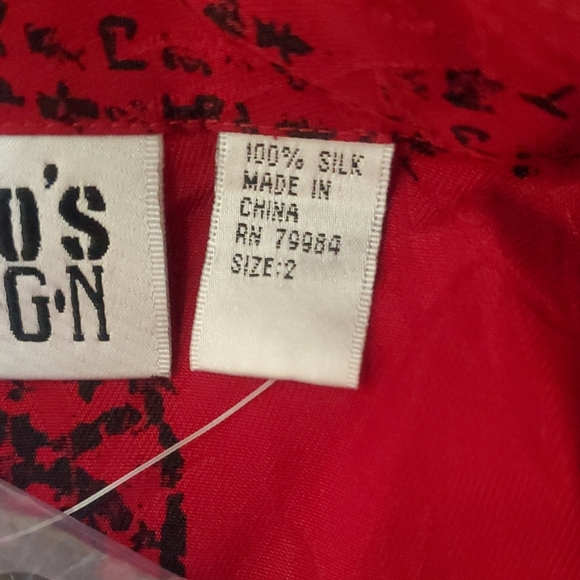 O'S
G·N
100% SILK
MADE IN
CHINA
RN 79984
SIZE:2